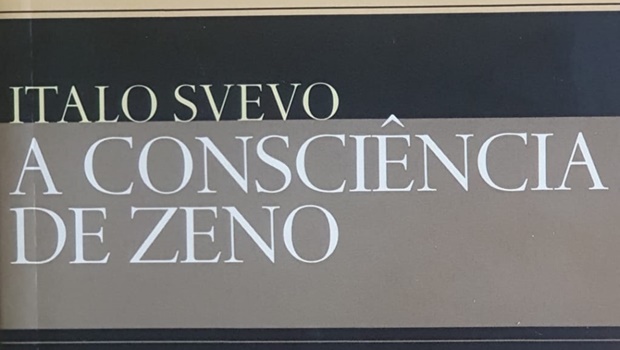 ITALO SVEVO
A CONSCIÊNCIA
DE ZENO